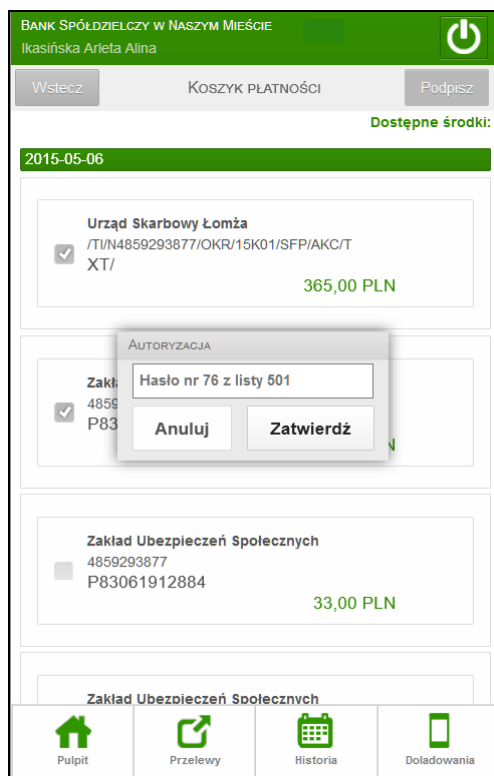 Bank Spółdzielczy w Naszym Mieście
Ikasińska Arleta Alina
Wstecz
Koszyk płatności
Podpisz
Dostępne środki:
2015-05-06
Urząd Skarbowy Łomża
/TI/N4859293877/OKR/15K01/SFP/AKC/T
XT/
365,00 PLN
Autoryzacja
Hasło nr 76 z listy 501
Anuluj
Zatwierdź
Zakład Ubezpieczeń Społecznych
4859293877
P83061912884
33,00 PLN
Zakład Ubezpieczeń Społecznych
Pulpit
Przelewy
Historia
Doładowania